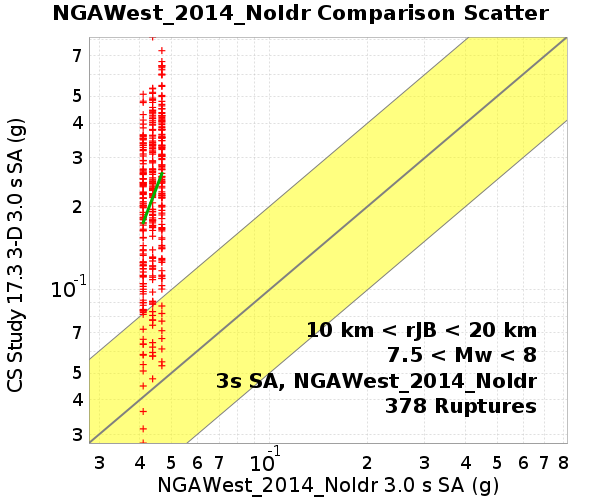 NGAWest_2014_NoIdr Comparison Scatter
CS Study 17.3 3-D 3.0 s SA (g)
7
5
4
3
2
10-1
7
5
4
3
10 km < rJB < 20 km
7.5 < Mw < 8
3s SA, NGAWest_2014_NoIdr
378 Ruptures
3 4 5 6 7 10-1 2 3 4 5 6 7 8
NGAWest_2014_NoIdr 3.0 s SA (g)